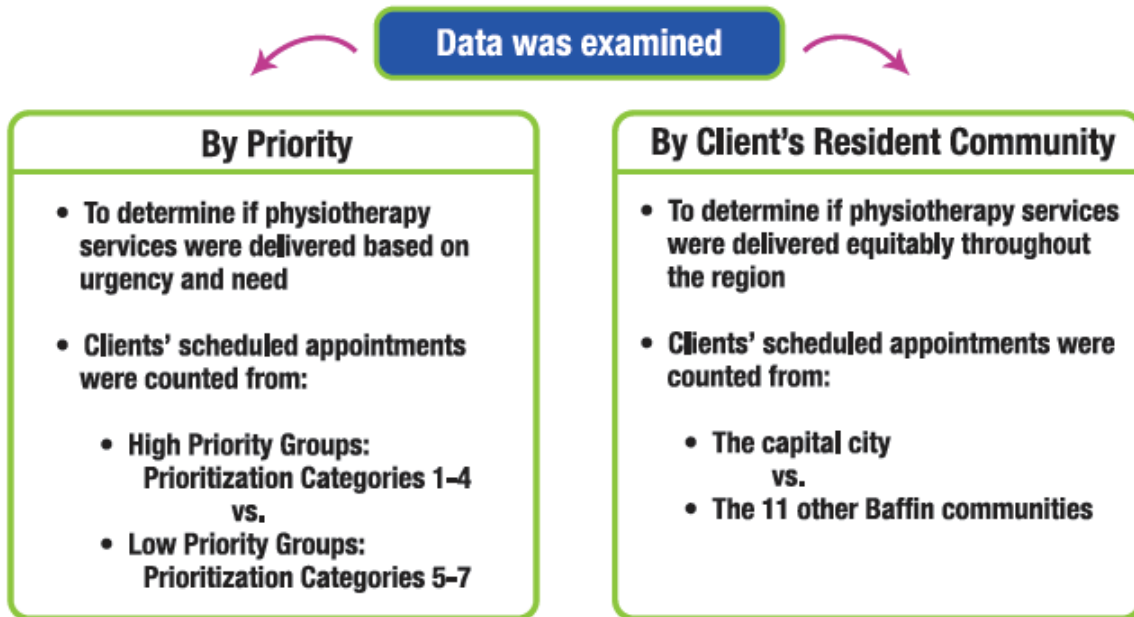 Data was examined
By Priority
• To determine if physiotherapy
services were delivered based on
urgency and need
• Clients’ scheduled appointments
were counted from:
• High Priority Groups:
Prioritization Categories 1–4
vs.
• Low Priority Groups:
Prioritization Categories 5–7
By Client’s Resident Community
• To determine if physiotherapy services
were delivered equitably throughout
the region
• Clients’ scheduled appointments were
counted from:
• The capital city
vs.
• The 11 other Baffin communities